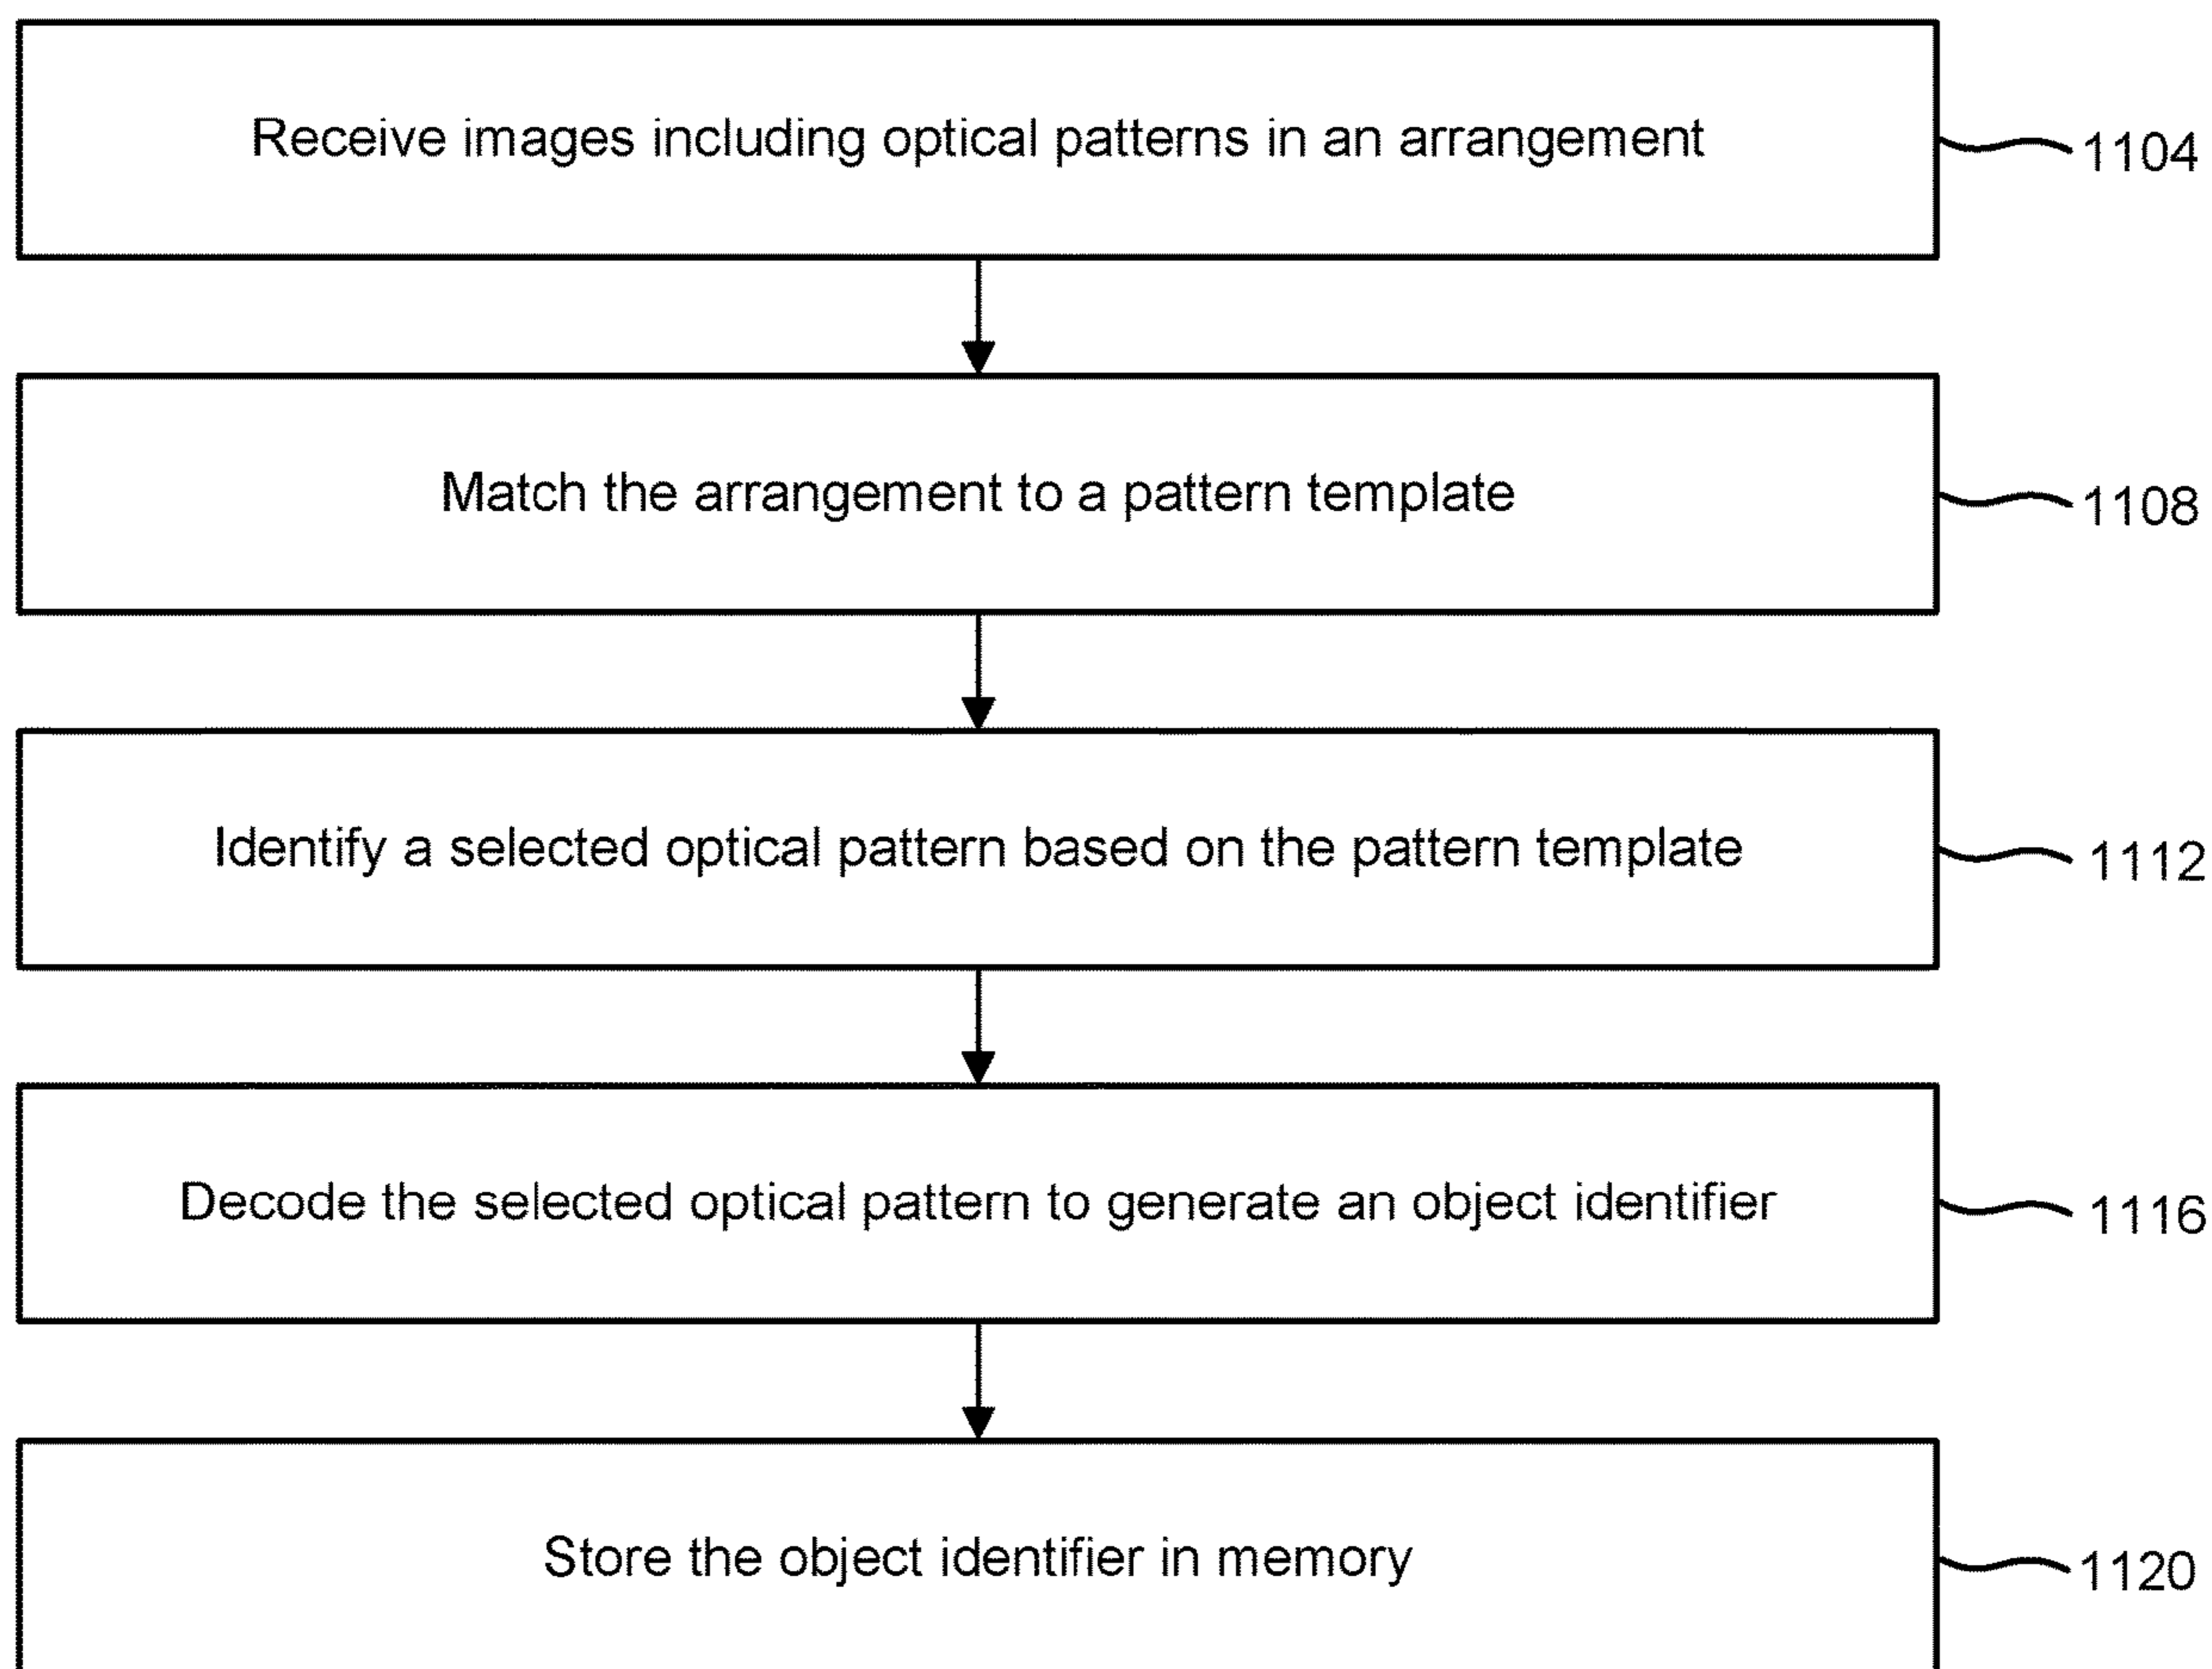 Receive images including optical patterns in an arrangement
1104
Match the arrangement to a pattern template
1108
Identify a selected optical pattern based on the pattern template
1112
Decode the selected optical pattern to generate an object identifier
1116
Store the object identifier in memory
1120